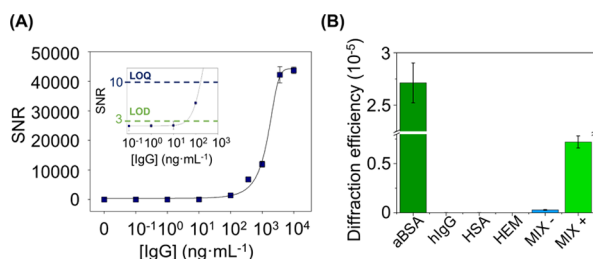 (A)
50000
40000
30000
20000
10000
0
SNR
0 10⁻¹ 10⁰ 10¹ 10² 10³ 10⁴
[IgG] (ng·mL⁻¹)
LOQ
10
LOD
3
SNR
10⁻¹ 10⁰ 10¹ 10² 10³
[IgG] (ng·mL⁻¹)
(B)
Diffraction efficiency (10⁻⁵)
3
2.5
0.5
0
aBSA
hIgG
HSA
HEM
MIX -
MIX +